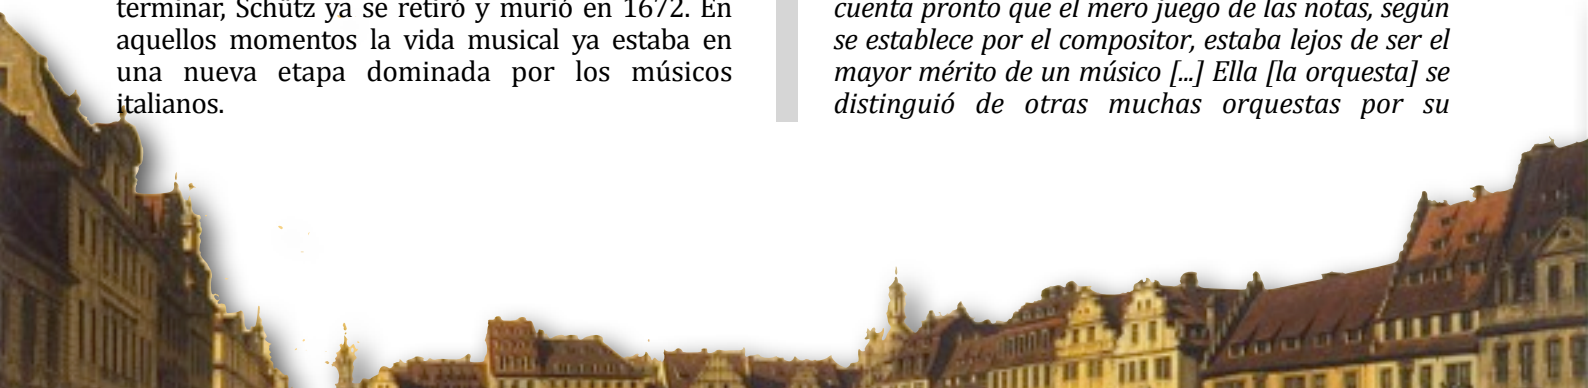 terminar, Schütz ya se retiró y murió en 1672. En
aquellos momentos la vida musical ya estaba en
una nueva etapa dominada por los músicos
italianos.
cuenta pronto que el mero juego de las notas, según
se establece por el compositor, estaba lejos de ser el
mayor mérito de un músico [...] Ella [la orquesta] se
distinguió de otras muchas orquestas por su